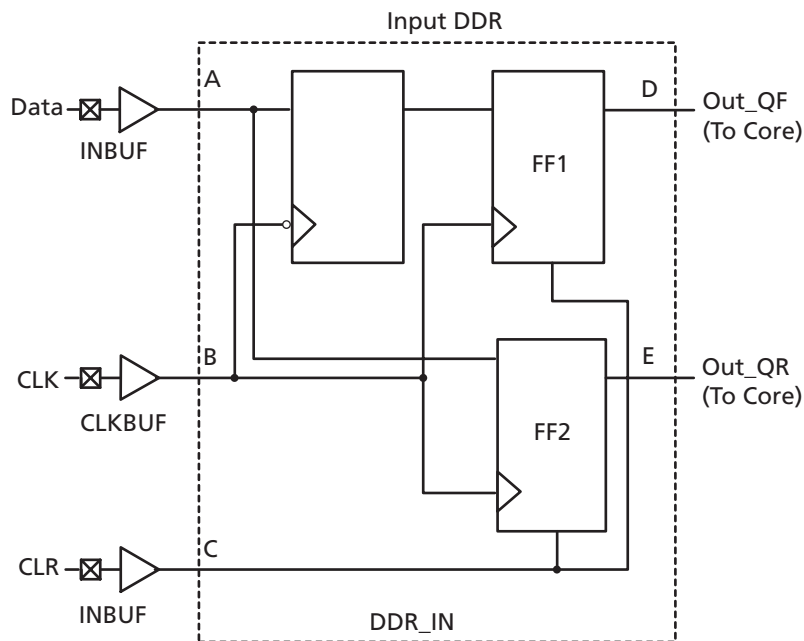 Input DDR
A
D
Data
Out_QF
(To Core)
INBUF
FF1
B
E
CLK
Out_QR
(To Core)
CLKBUF
FF2
C
CLR
INBUF
DDR_IN